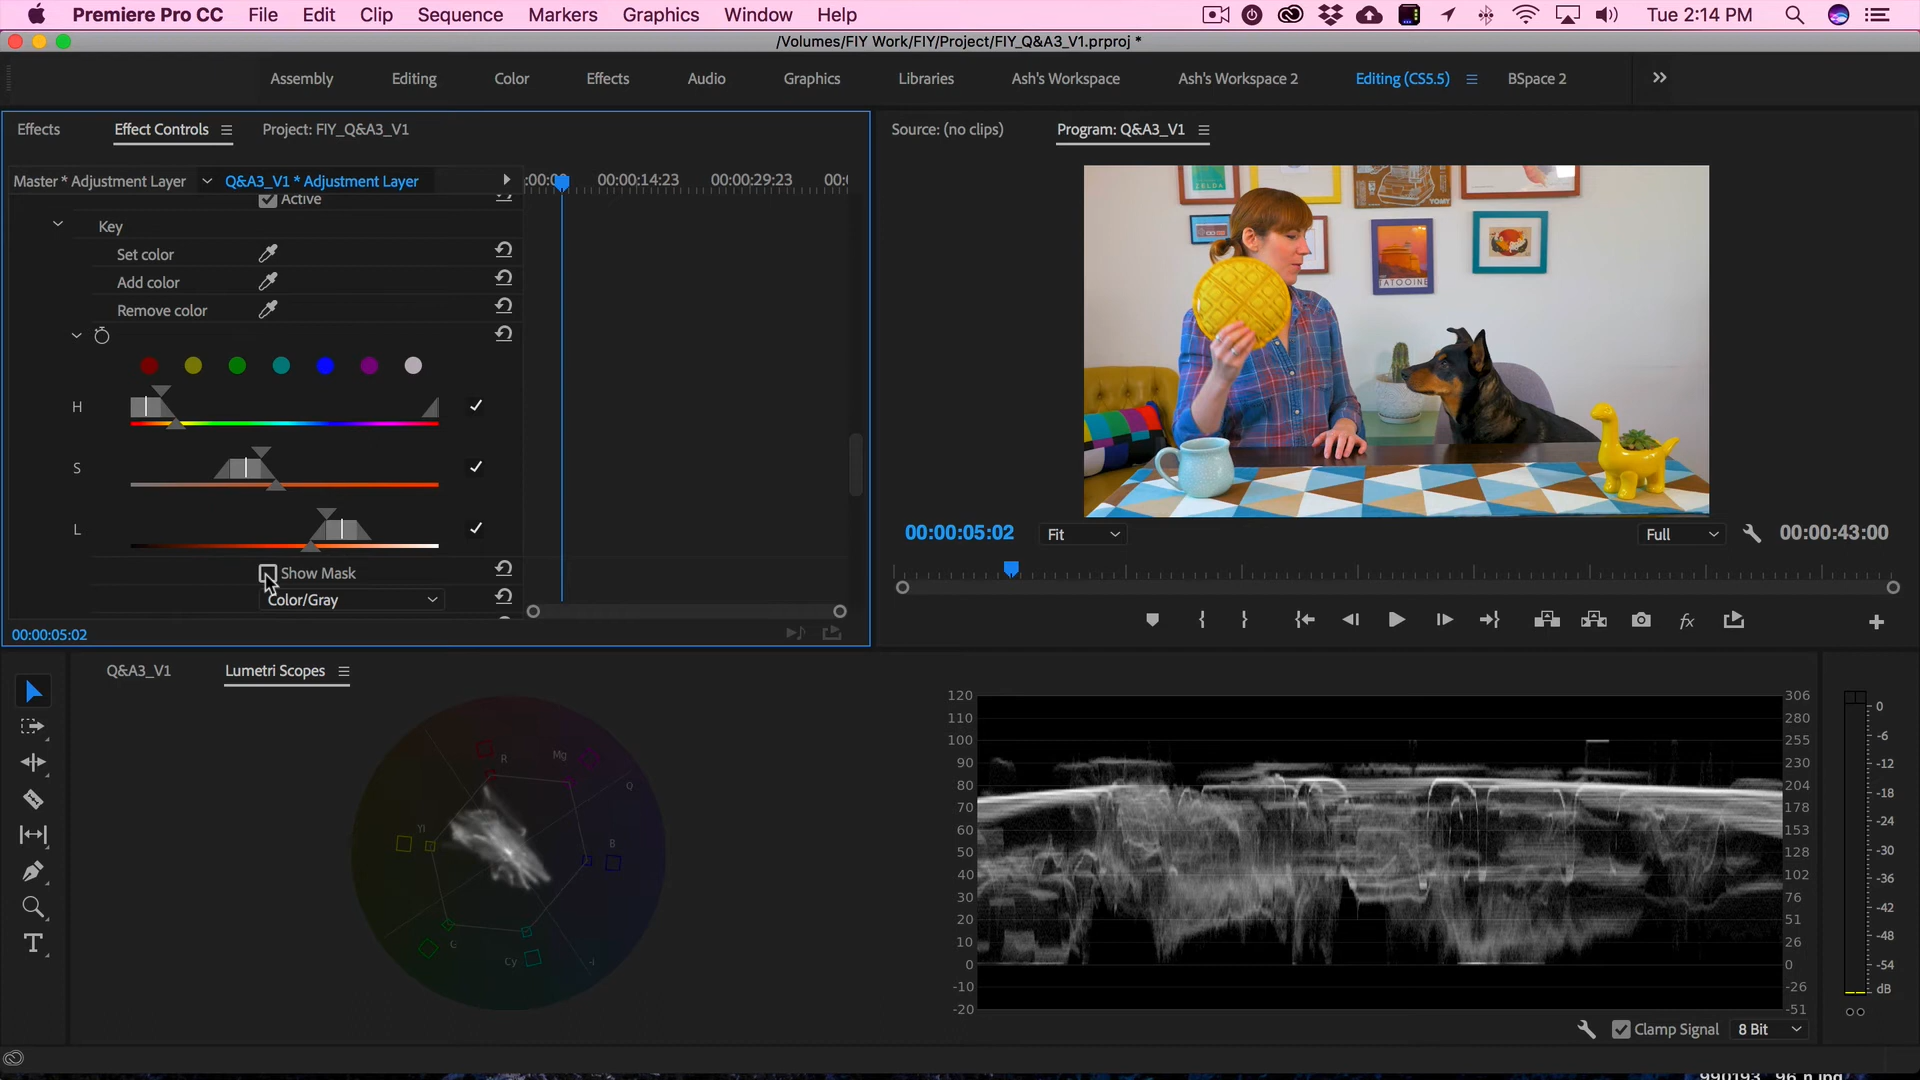 Premiere Pro CC File Edit Clip Sequence Markers Graphics Window Help
Tue 2:14 PM
/Volumes/FIY Work/FIY/Project/FIY_Q&A3_V1.prproj *
Assembly Editing Color Effects Audio Graphics Libraries Ash's Workspace Ash's Workspace 2 Editing (CS5.5) BSpace 2
Effects Effect Controls Project: FIY_Q&A3_V1
Source: (no clips) Program: Q&A3_V1
Master * Adjustment Layer Q&A3_V1 * Adjustment Layer
00:00:14:23 00:00:29:23
Active
Key
Set color
Add color
Remove color
H
S
L
Show Mask
Color/Gray
00:00:05:02
ZELDA
TOMY
TATOOINE
00:00:05:02 Fit Full 00:00:43:00
fx
Q&A3_V1 Lumetri Scopes
R
Mg
Q
B
Yl
G
Cy
120
110
100
90
80
70
60
50
40
30
20
10
0
-10
-20
306
280
255
230
204
178
153
128
102
76
51
26
0
-26
-51
0
-6
-12
-18
-24
-30
-36
-42
-48
-54
dB
Clamp Signal 8 Bit